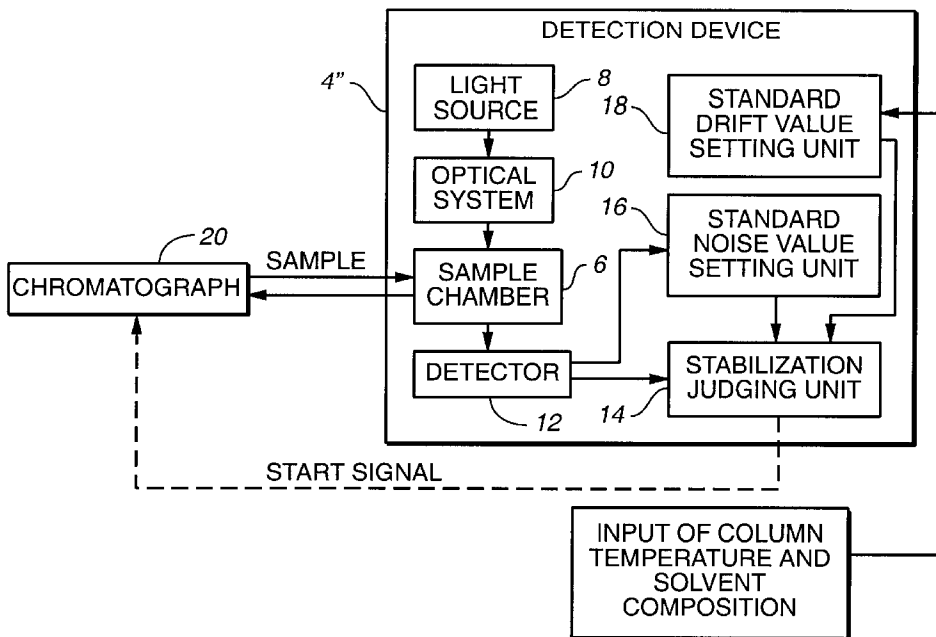 DETECTION DEVICE
4”
LIGHT
SOURCE
8
18
STANDARD
DRIFT VALUE
SETTING UNIT
OPTICAL
SYSTEM
10
16
STANDARD
NOISE VALUE
SETTING UNIT
20
CHROMATOGRAPH
SAMPLE
SAMPLE
CHAMBER
6
DETECTOR
12
14
STABILIZATION
JUDGING UNIT
START SIGNAL
INPUT OF COLUMN
TEMPERATURE AND
SOLVENT
COMPOSITION